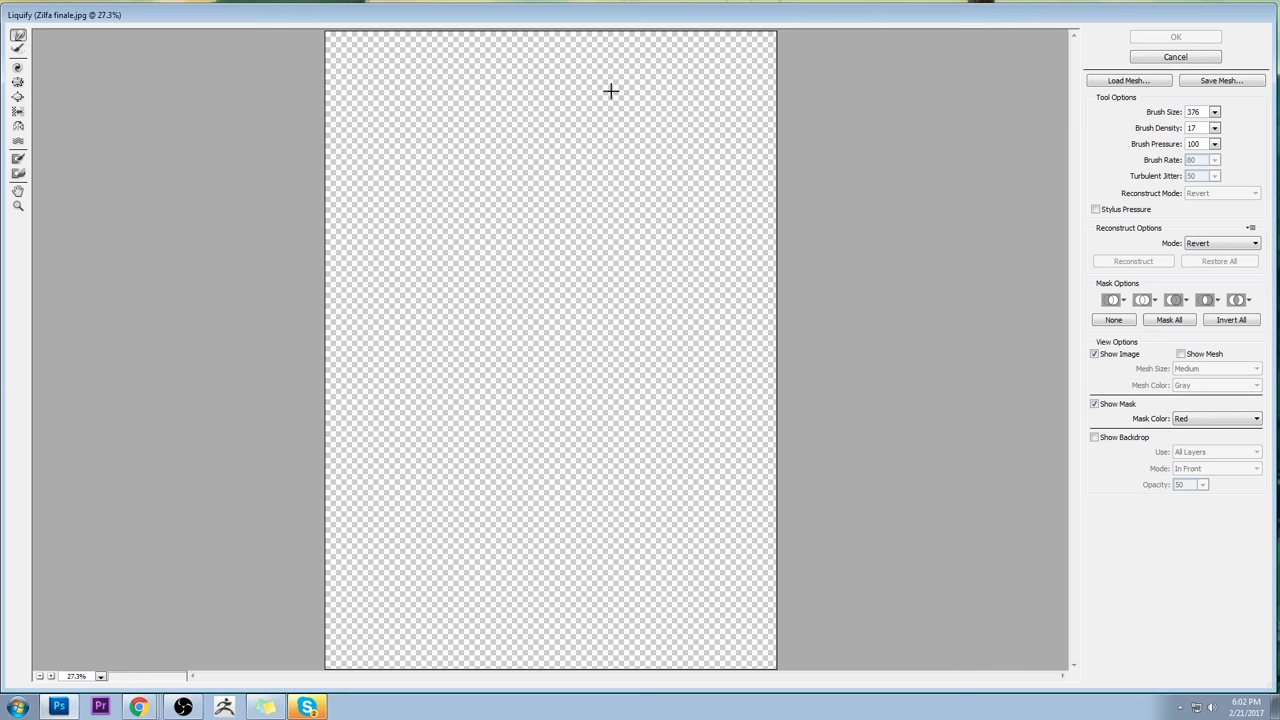 Liquify (Zilfa finale.jpg @ 27.3%)
OK
Cancel
Load Mesh... Save Mesh...
Tool Options
Brush Size: 376
Brush Density: 17
Brush Pressure: 100
Brush Rate: 80
Turbulent Jitter: 50
Reconstruct Mode: Revert
Stylus Pressure
Reconstruct Options
Mode: Revert
Reconstruct Restore All
Mask Options
None Mask All Invert All
View Options
Show Image Show Mesh
Mesh Size: Medium
Mesh Color: Gray
Show Mask
Mask Color: Red
Show Backdrop
Use: All Layers
Mode: In Front
Opacity: 50
27.3%
Ps Pr
6:02 PM
2/21/2017